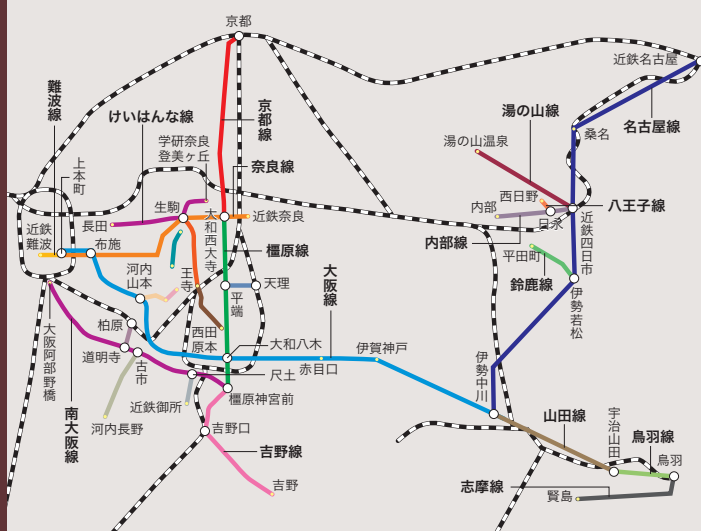 京都
近鉄名古屋
難波線
けいはんな線
京都線
湯の山線
名古屋線
桑名
学研奈良
登美ヶ丘
湯の山温泉
上本町
奈良線
西日野
八王子線
生駒
大和西大寺
近鉄奈良
内部
日永
長田
近鉄
難波
布施
橿原線
内部線
近鉄四日市
平田町
河内
山本
王寺
大阪線
天理
鈴鹿線
平端
伊勢若松
柏原
大阪阿部野橋
西田
原本
大和八木
伊賀神戸
道明寺
古市
赤目口
伊勢中川
尺土
近鉄御所
橿原神宮前
河内長野
南大阪線
吉野口
山田線
宇治山田
鳥羽線
吉野線
鳥羽
吉野
志摩線
賢島